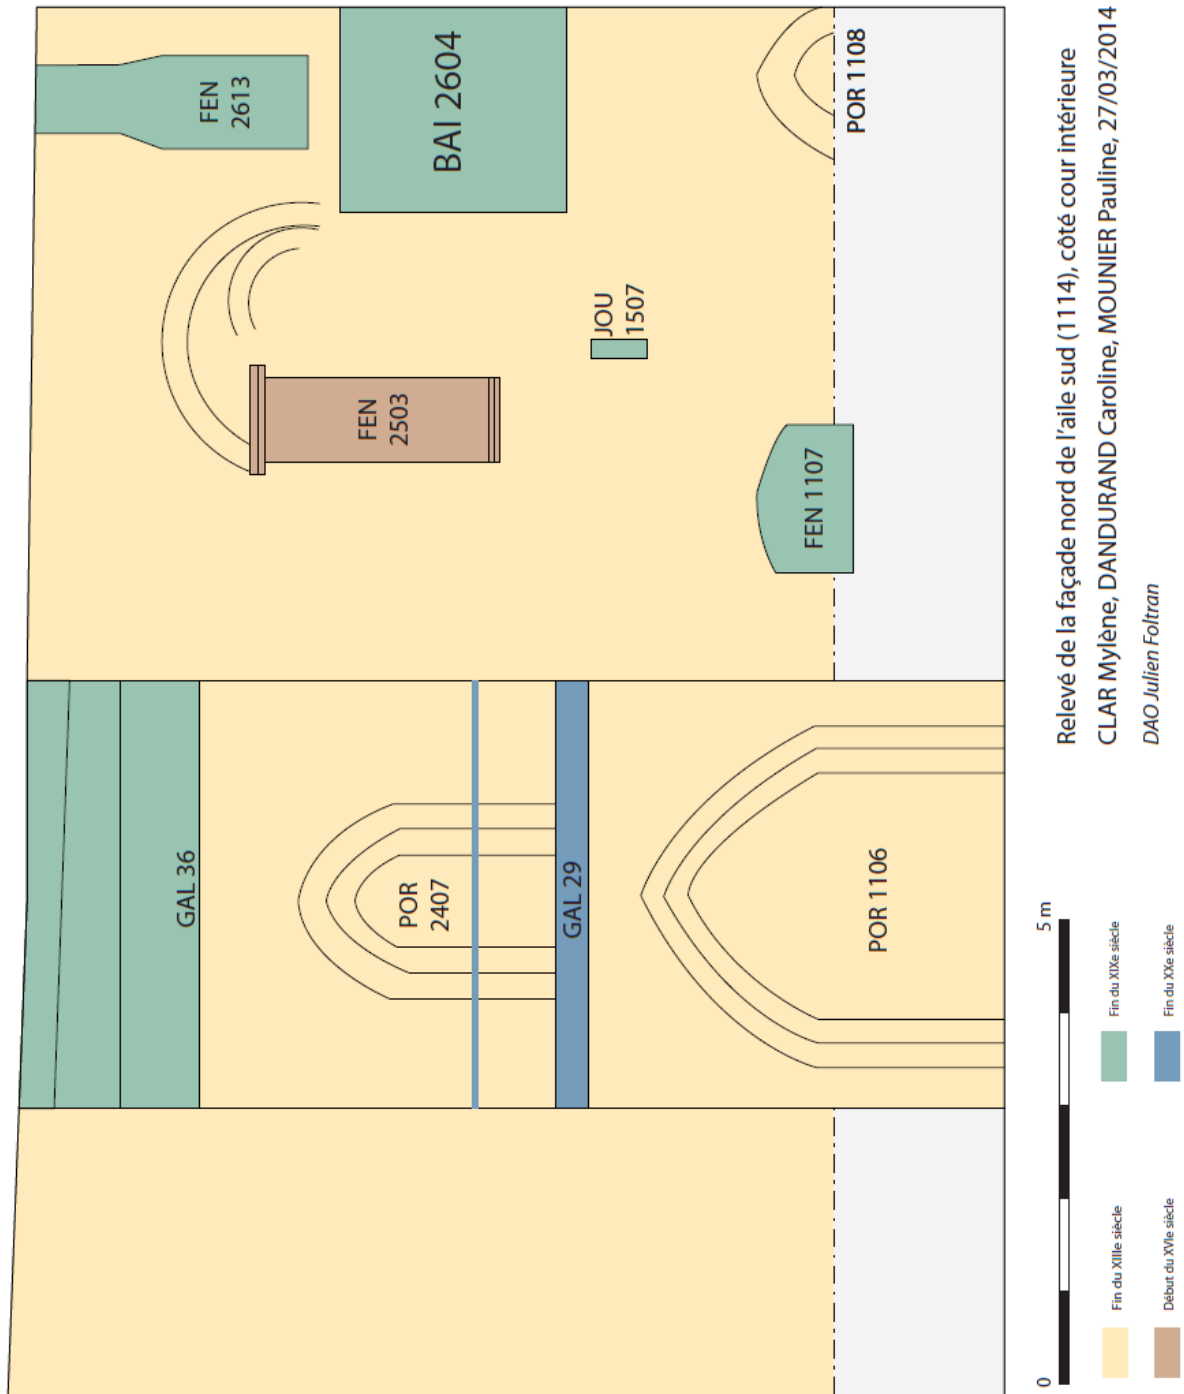 GAL 36
POR
2407
GAL 29
POR 1106
FEN
2503
FEN
2613
BAI 2604
JOU
1507
FEN 1107
POR 1108
0
5 m
Fin du XIIIe siècle
Début du XVIe siècle
Fin du XIXe siècle
Fin du XXe siècle
Relevé de la façade nord de l'aile sud (1114), côté cour intérieure
CLAR Mylène, DANDURAND Caroline, MOUNIER Pauline, 27/03/2014
DAO Julien Foltran